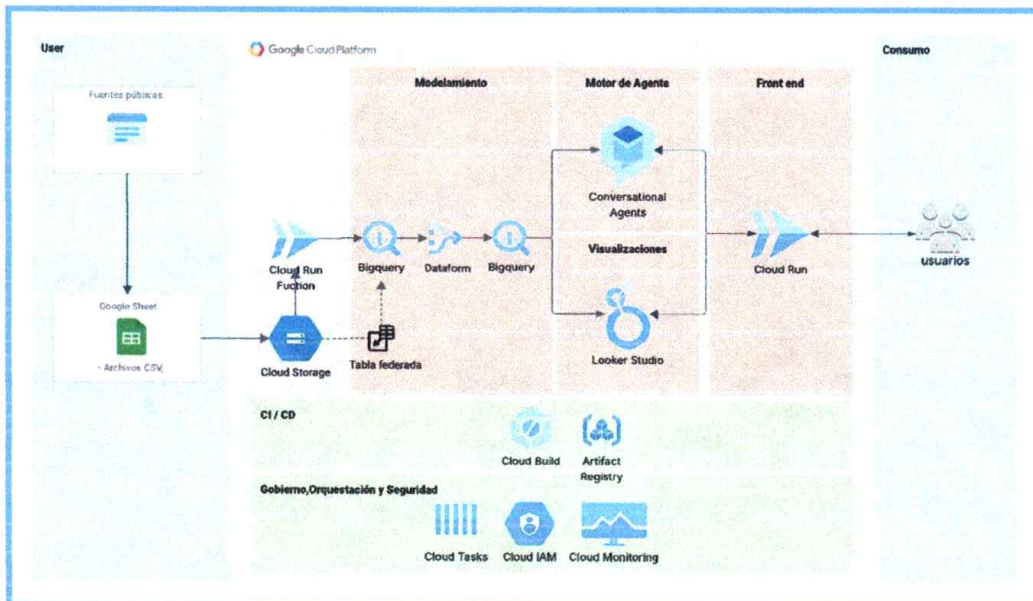 User
Google Cloud Platform
Consumo
Fuentes públicas
Modelamiento
Motor de Agente
Front end
Conversational
Agents
Visualizaciones
Cloud Run
Fuction
Bigquery
Dataform
Bigquery
Cloud Run
usuarios
Google Sheet
- Archivos CSV,
Cloud Storage
Tabla federada
Looker Studio
CI / CD
Cloud Build
Artifact
Registry
Gobierno,Orquestación y Seguridad
Cloud Tasks
Cloud IAM
Cloud Monitoring